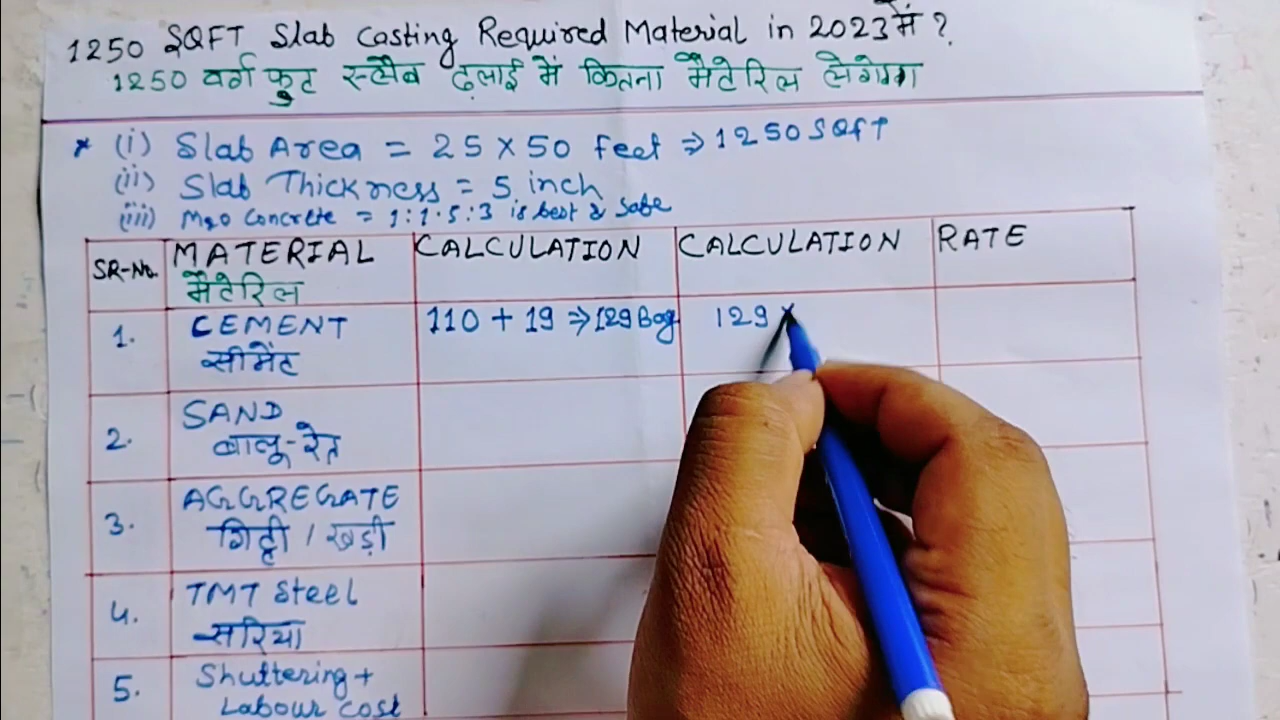 1250 SQFT Slab Casting Required Material in 2023 में ?
1250 वर्ग फुट स्लैब ढ़लाई में कितना मैटेरिल लगेगा
* (i) Slab Area = 25 × 50 feet ⇒ 1250 SQFT
(ii) Slab Thickness = 5 inch
(iii) M20 Concrete = 1:1.5:3 is best & safe
SR-No. MATERIAL CALCULATION CALCULATION RATE
मैटेरिल
1. CEMENT 110 + 19 ⇒ 129 Bag 129 ×
सीमेंट
2. SAND
बालू-रेत
3. AGGREGATE
गिट्टी / खड़ी
4. TMT Steel
सरिया
5. Shuttering +
Labour cost